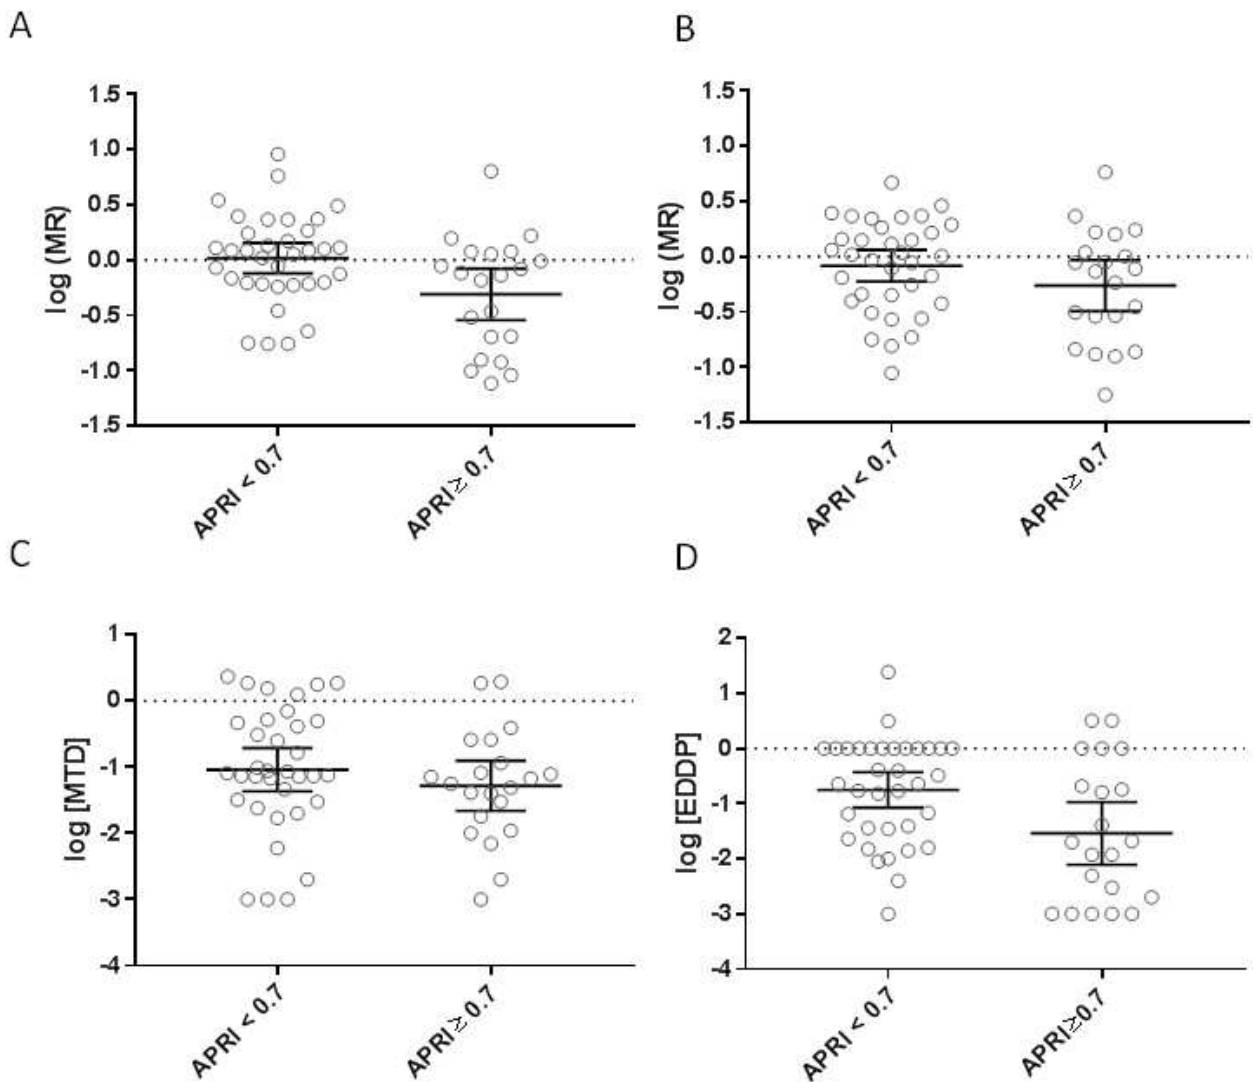 A
B
log (MR)
1.5
1.0
0.5
0.0
-0.5
-1.0
-1.5
APRI < 0.7
APRI ≥ 0.7
log (MR)
1.5
1.0
0.5
0.0
-0.5
-1.0
-1.5
APRI < 0.7
APRI ≥ 0.7
C
D
log [MTD]
1
0
-1
-2
-3
-4
APRI < 0.7
APRI ≥ 0.7
log [EDDP]
2
1
0
-1
-2
-3
-4
APRI < 0.7
APRI≥0.7